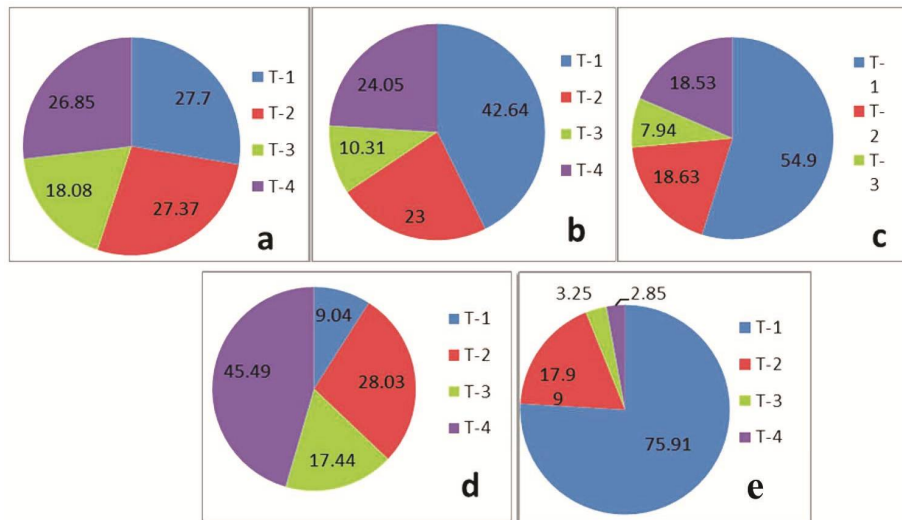 26.85
27.7
18.08
27.37
T-1
T-2
T-3
T-4
a
24.05
42.64
10.31
23
T-1
T-2
T-3
T-4
b
18.53
7.94
18.63
54.9
T-
1
T-
2
T-
3
c
9.04
45.49
28.03
17.44
T-1
T-2
T-3
T-4
d
3.25
2.85
17.9
9
75.91
T-1
T-2
T-3
T-4
e